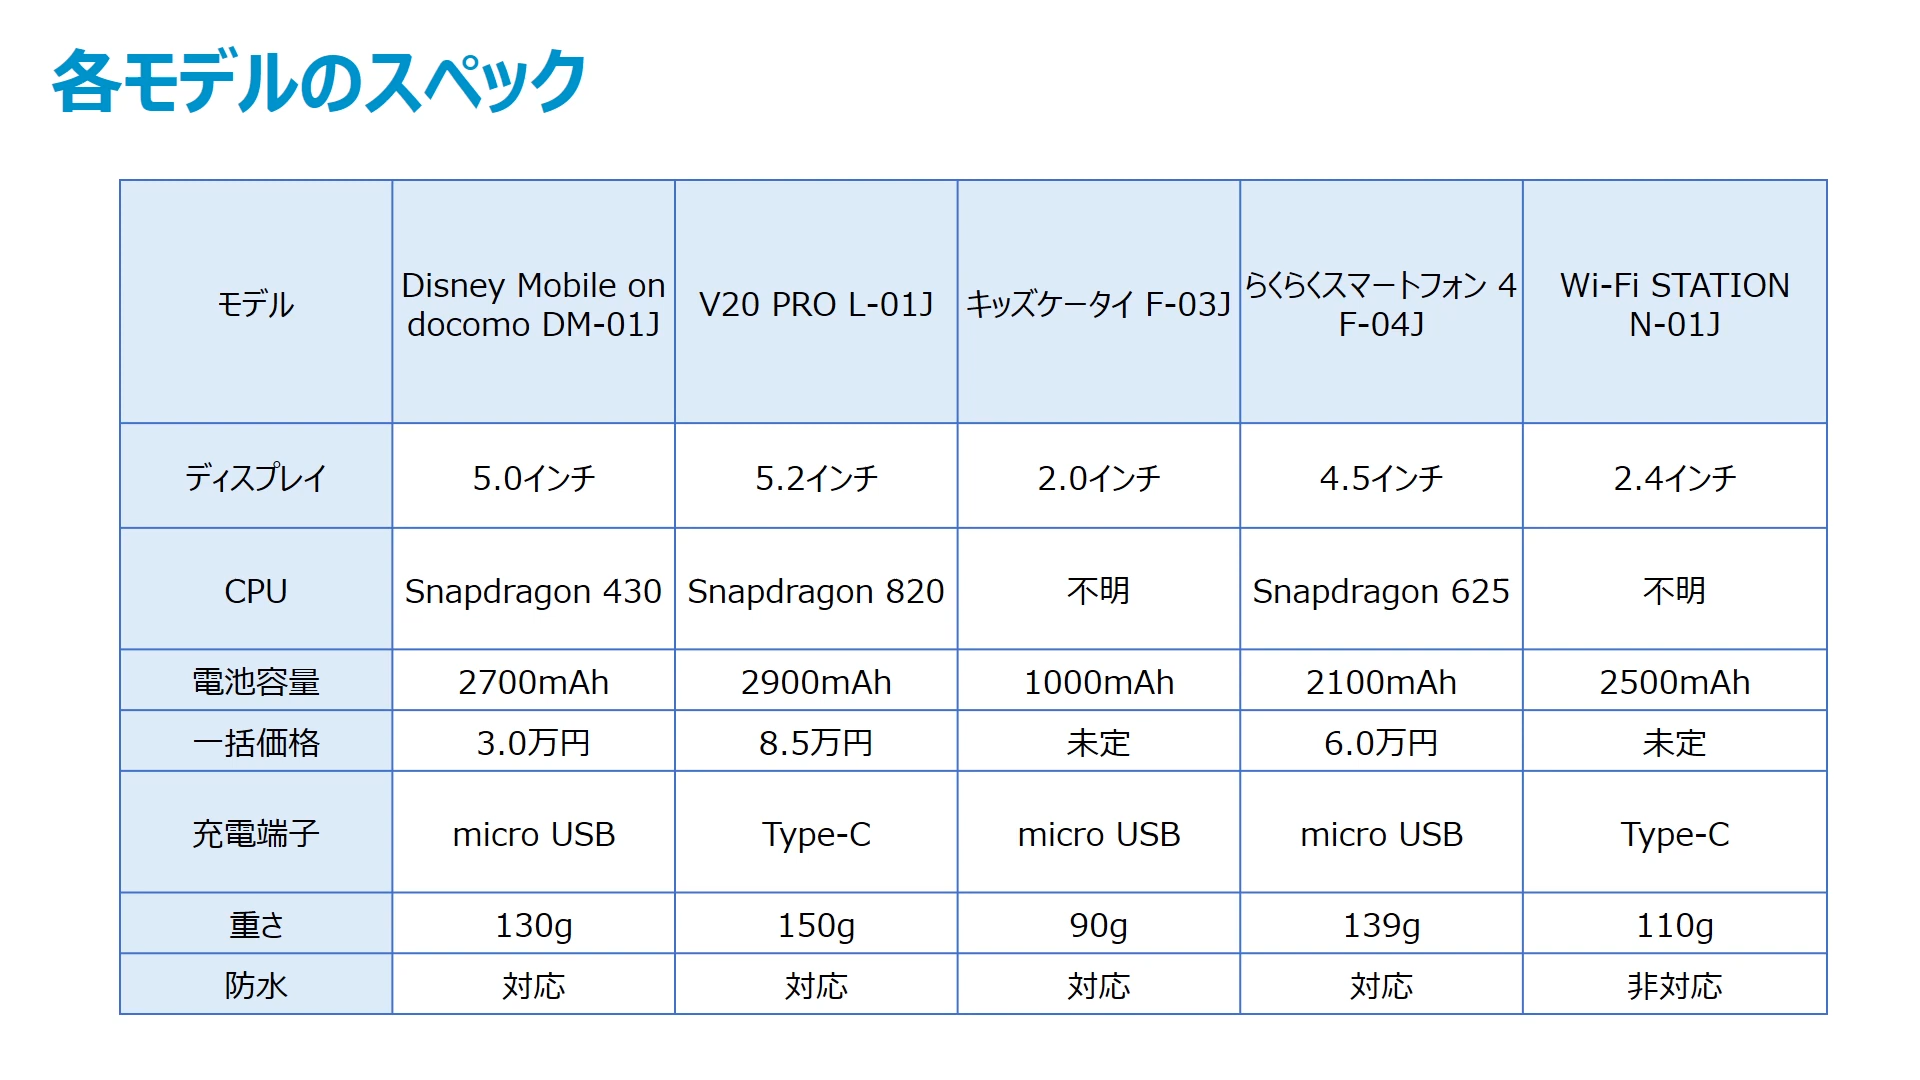 各モデルのスペック
モデル
Disney Mobile on
docomo DM-01J
V20 PRO L-01J
キッズケータイ F-03J
らくらくスマートフォン 4
F-04J
Wi-Fi STATION
N-01J
ディスプレイ
5.0インチ
5.2インチ
2.0インチ
4.5インチ
2.4インチ
CPU
Snapdragon 430
Snapdragon 820
不明
Snapdragon 625
不明
電池容量
2700mAh
2900mAh
1000mAh
2100mAh
2500mAh
一括価格
3.0万円
8.5万円
未定
6.0万円
未定
充電端子
micro USB
Type-C
micro USB
micro USB
Type-C
重さ
130g
150g
90g
139g
110g
防水
対応
対応
対応
対応
非対応